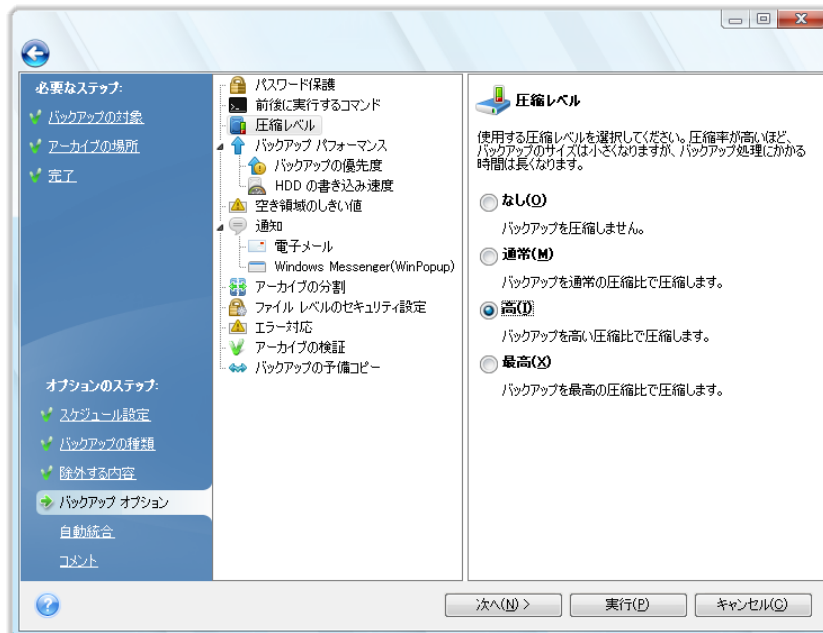 必要なステップ:
バックアップの対象
アーカイブの場所
完了
オプションのステップ:
スケジュール設定
バックアップの種類
除外する内容
バックアップ オプション
自動統合
コメント
パスワード保護
前後に実行するコマンド
圧縮レベル
バックアップ パフォーマンス
バックアップの優先度
HDD の書き込み速度
空き領域のしきい値
通知
電子メール
Windows Messenger(WinPopup)
アーカイブの分割
ファイル レベルのセキュリティ設定
エラー対応
アーカイブの検証
バックアップの予備コピー
圧縮レベル
使用する圧縮レベルを選択してください。圧縮率が高いほど、
バックアップのサイズは小さくなりますが、バックアップ処理にかかる
時間は長くなります。
なし(O)
バックアップを圧縮しません。
通常(M)
バックアップを通常の圧縮比で圧縮します。
高(I)
バックアップを高い圧縮比で圧縮します。
最高(X)
バックアップを最高の圧縮比で圧縮します。
次へ(N) >
実行(P)
キャンセル(C)